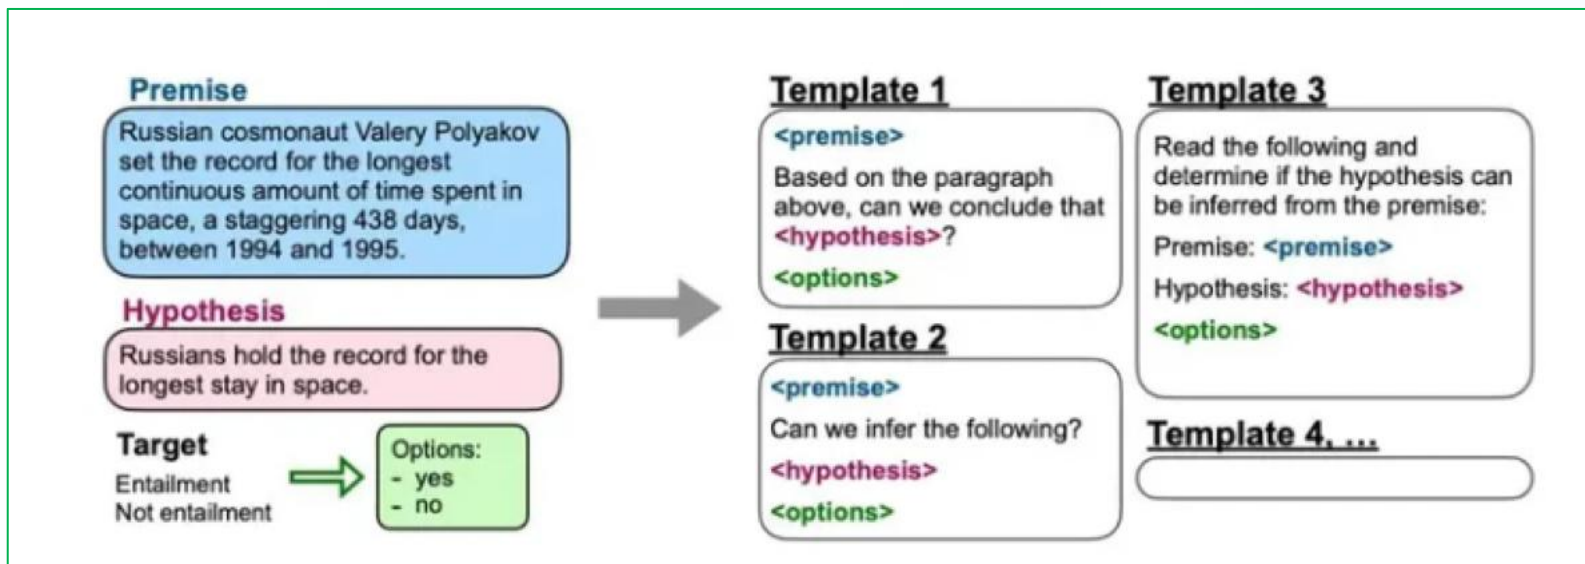 Premise
Russian cosmonaut Valery Polyakov
set the record for the longest
continuous amount of time spent in
space, a staggering 438 days,
between 1994 and 1995.
Hypothesis
Russians hold the record for the
longest stay in space.
Target
Entailment
Not entailment
Options:
- yes
- no
Template 1
<premise>
Based on the paragraph
above, can we conclude that
<hypothesis>?
<options>
Template 2
<premise>
Can we infer the following?
<hypothesis>
<options>
Template 3
Read the following and
determine if the hypothesis can
be inferred from the premise:
Premise: <premise>
Hypothesis: <hypothesis>
<options>
Template 4, ...